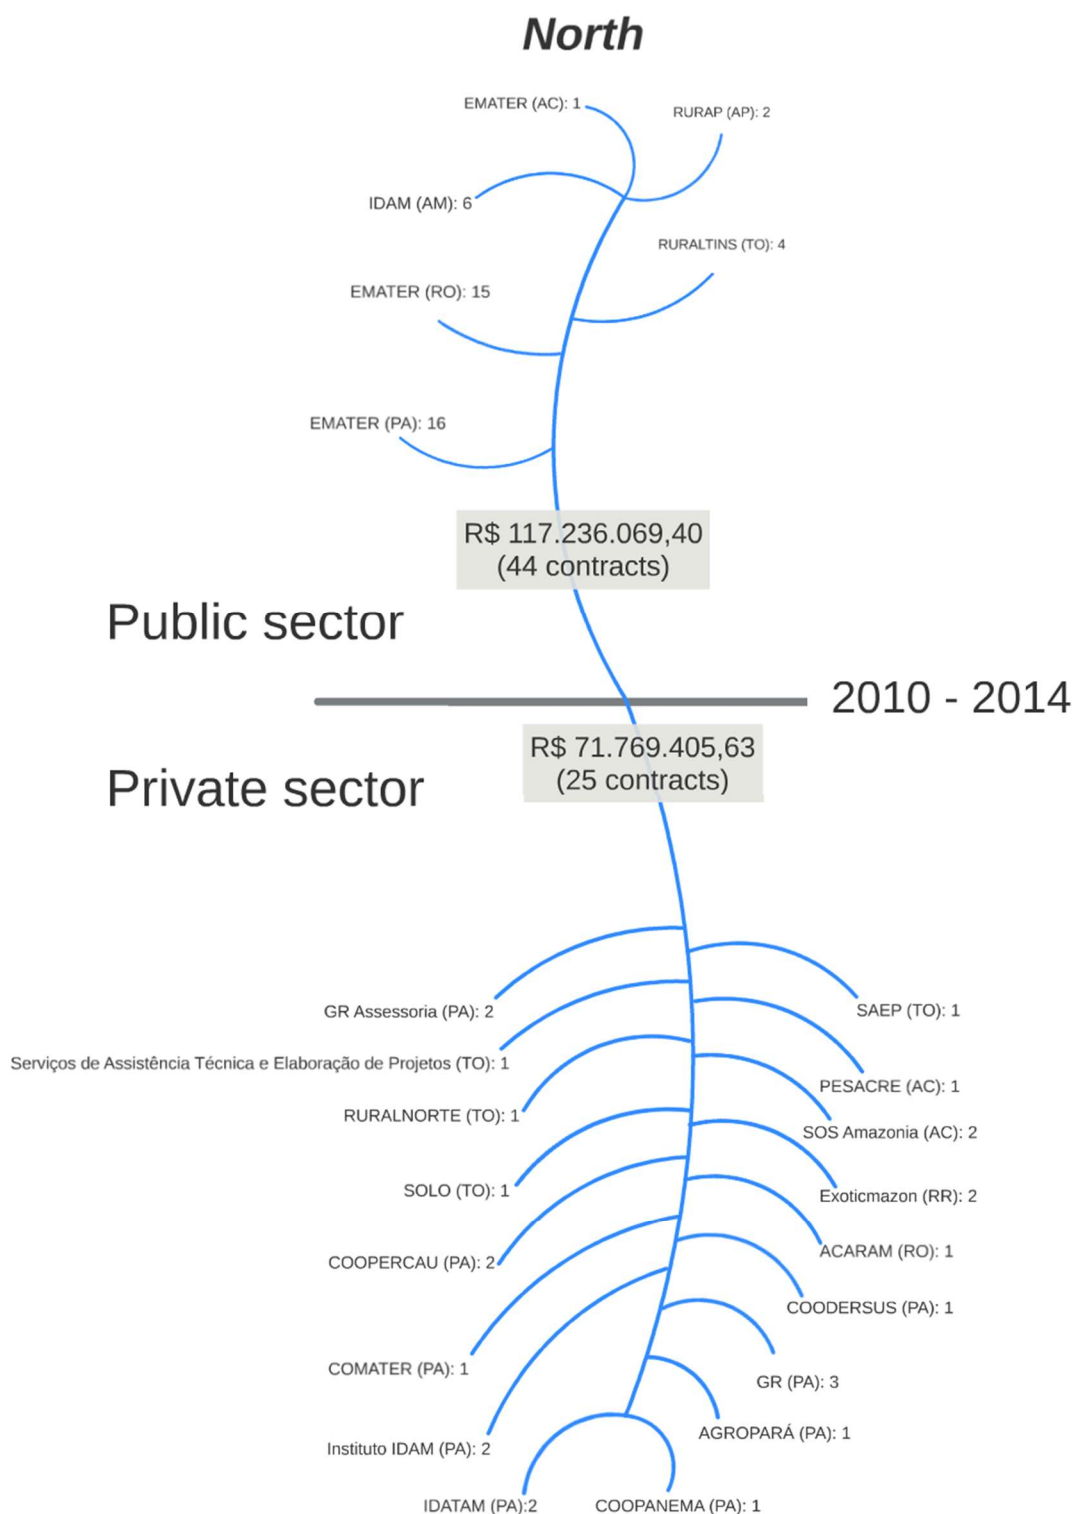 North
EMATER (AC): 1
RURAP (AP): 2
IDAM (AM): 6
RURALTINS (TO): 4
EMATER (RO): 15
EMATER (PA): 16
R$ 117.236.069,40
(44 contracts)
Public sector
2010 - 2014
R$ 71.769.405,63
(25 contracts)
Private sector
GR Assessoria (PA): 2
SAEP (TO): 1
Serviços de Assistência Técnica e Elaboração de Projetos (TO): 1
PESACRE (AC): 1
RURALNORTE (TO): 1
SOS Amazonia (AC): 2
SOLO (TO): 1
Exoticmazon (RR): 2
ACARAM (RO): 1
COOPERCAU (PA): 2
COODERSUS (PA): 1
COMATER (PA): 1
GR (PA): 3
AGROPARÁ (PA): 1
Instituto IDAM (PA): 2
IDATAM (PA):2
COOPANEMA (PA): 1